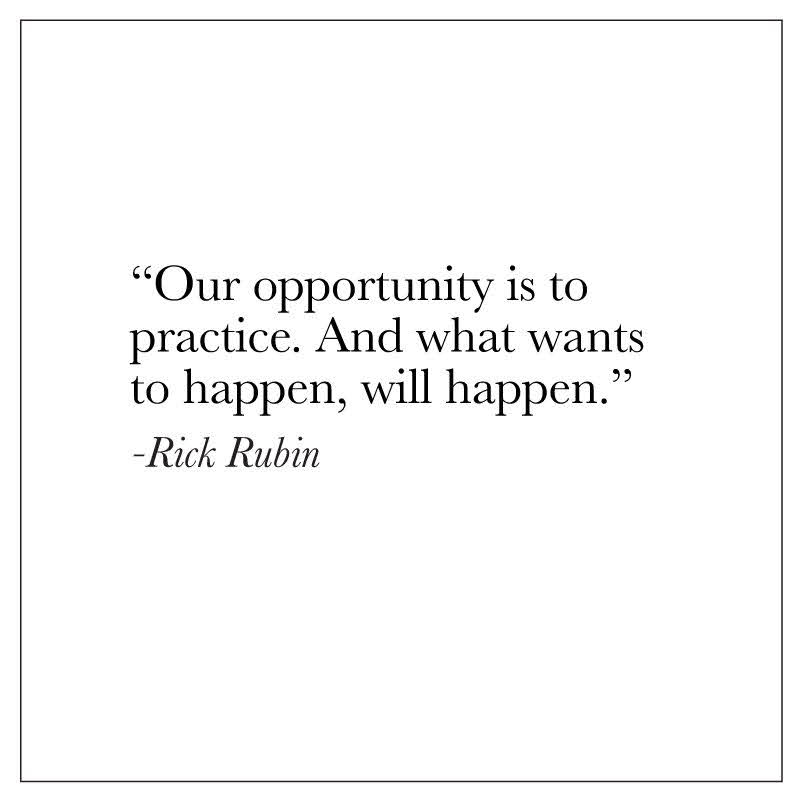 “Our opportunity is to
practice. And what wants
to happen, will happen.”
-Rick Rubin